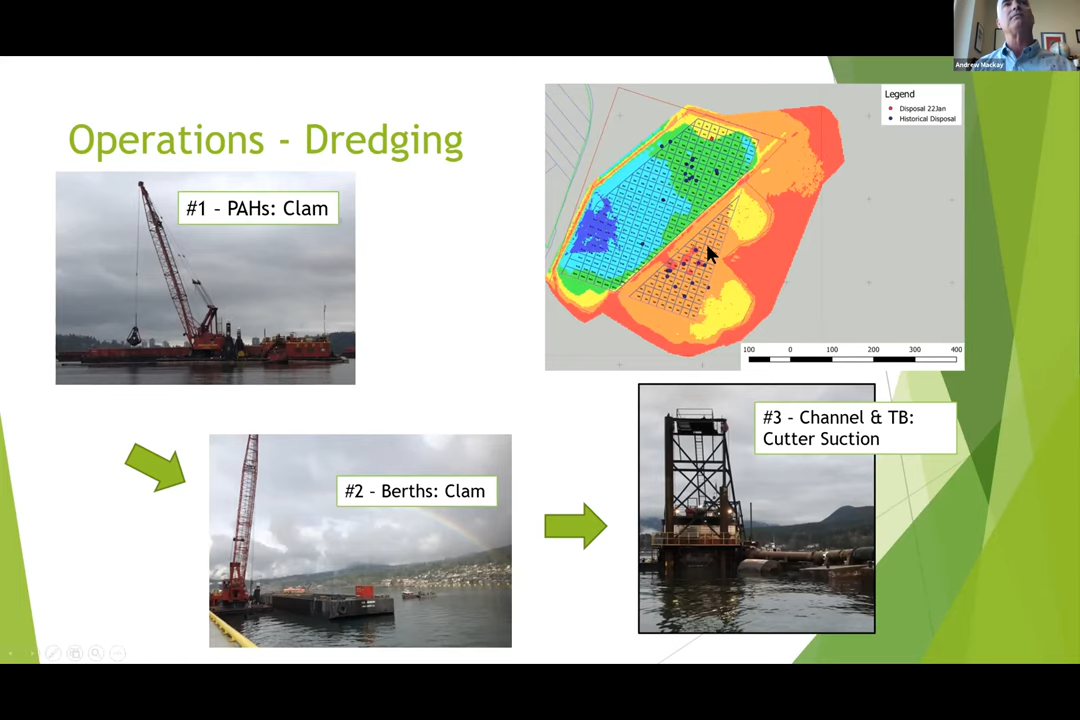 Andrew Mackay
Operations - Dredging
#1 – PAHs: Clam
Legend
Disposal 22Jan
Historical Disposal
100 0 100 200 300 400
#3 – Channel & TB:
Cutter Suction
#2 – Berths: Clam